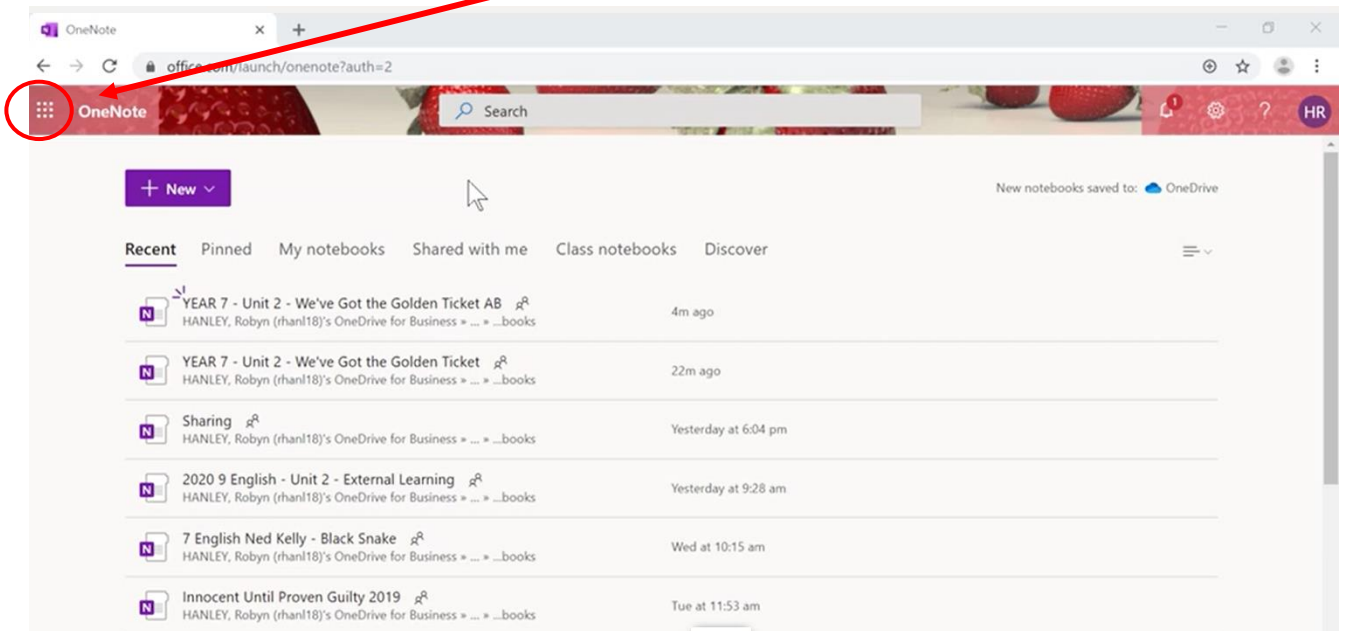 OneNote
office.com/launch/onenote?auth=2
OneNote
Search
1
?
HR
+ New
New notebooks saved to: OneDrive
Recent Pinned My notebooks Shared with me Class notebooks Discover
YEAR 7 - Unit 2 - We've Got the Golden Ticket AB
4m ago
HANLEY, Robyn (rhanl18)'s OneDrive for Business » ... » ...books
YEAR 7 - Unit 2 - We've Got the Golden Ticket
22m ago
HANLEY, Robyn (rhanl18)'s OneDrive for Business » ... » ...books
Sharing
Yesterday at 6:04 pm
HANLEY, Robyn (rhanl18)'s OneDrive for Business » ... » ...books
2020 9 English - Unit 2 - External Learning
Yesterday at 9:28 am
HANLEY, Robyn (rhanl18)'s OneDrive for Business » ... » ...books
7 English Ned Kelly - Black Snake
Wed at 10:15 am
HANLEY, Robyn (rhanl18)'s OneDrive for Business » ... » ...books
Innocent Until Proven Guilty 2019
Tue at 11:53 am
HANLEY, Robyn (rhanl18)'s OneDrive for Business » ... » ...books